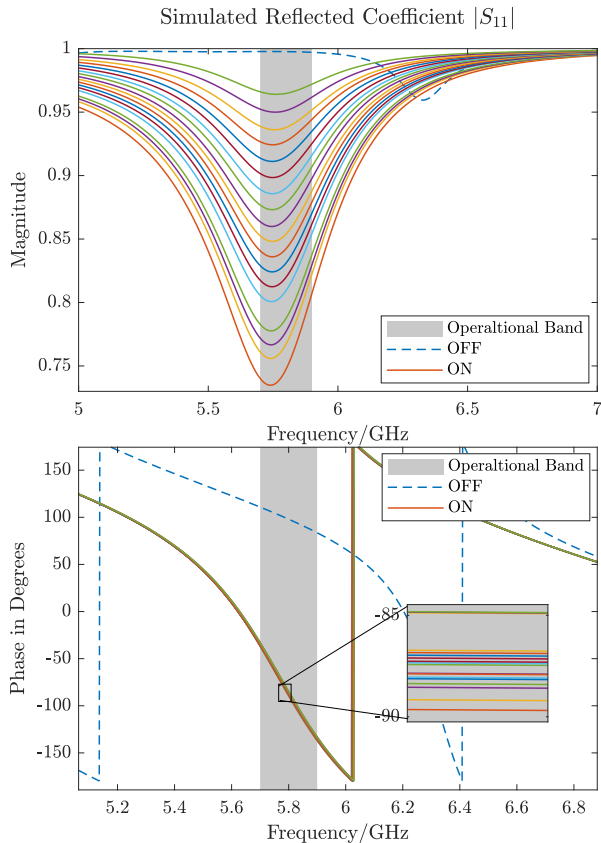 Simulated Reflected Coefficient |S11|
1
0.95
0.9
0.85
0.8
0.75
Magnitude
Operaltional Band
OFF
ON
5
5.5
6
6.5
7
Frequency/GHz
150
100
50
0
-50
-100
-150
Phase in Degrees
Operaltional Band
OFF
ON
-85
-90
5.2
5.4
5.6
5.8
6
6.2
6.4
6.6
6.8
Frequency/GHz